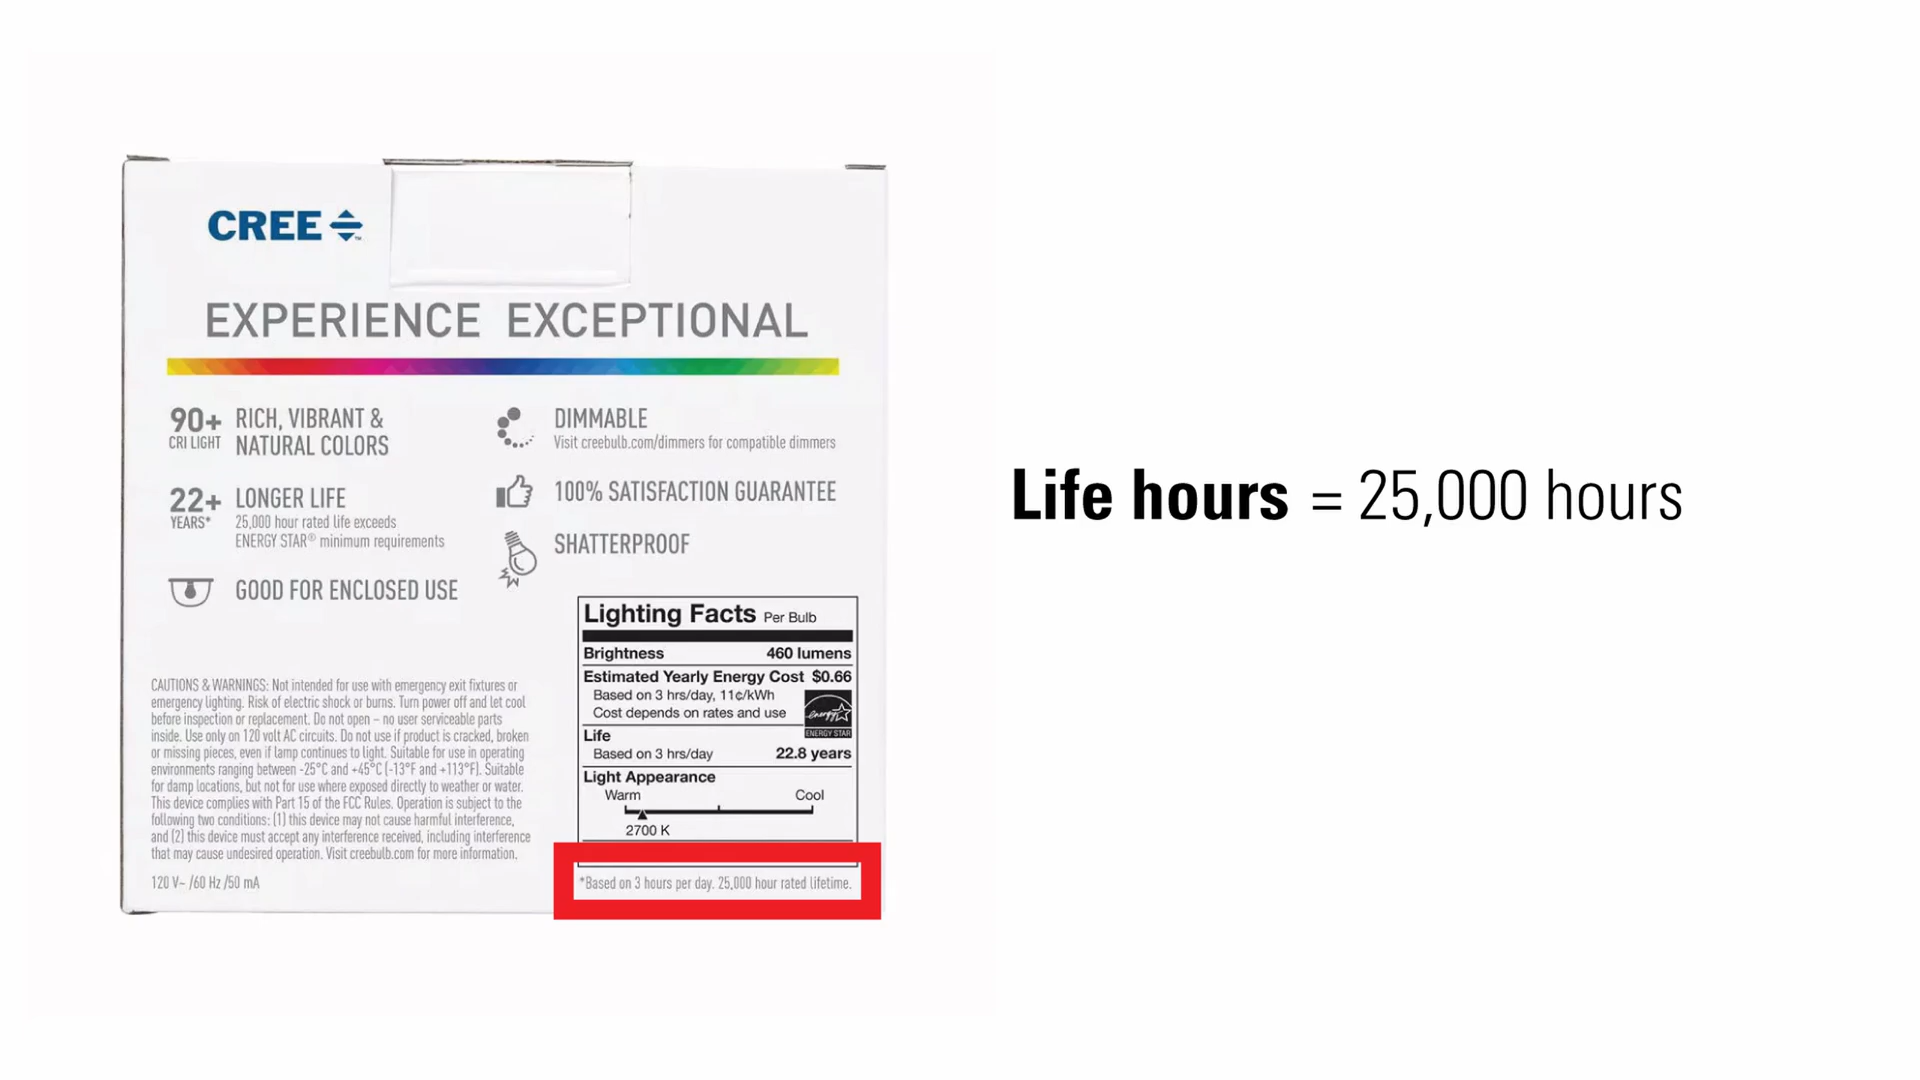 CREE
EXPERIENCE EXCEPTIONAL
90+
CRI LIGHT
RICH, VIBRANT &
NATURAL COLORS
22+
YEARS*
LONGER LIFE
25,000 hour rated life exceeds
ENERGY STAR® minimum requirements
GOOD FOR ENCLOSED USE
DIMMABLE
Visit creebulb.com/dimmers for compatible dimmers
100% SATISFACTION GUARANTEE
SHATTERPROOF
CAUTIONS & WARNINGS: Not intended for use with emergency exit fixtures or
emergency lighting. Risk of electric shock or burns. Turn power off and let cool
before inspection or replacement. Do not open – no user serviceable parts
inside. Use only on 120 volt AC circuits. Do not use if product is cracked, broken
or missing pieces, even if lamp continues to light. Suitable for use in operating
environments ranging between -25°C and +45°C (-13°F and +113°F). Suitable
for damp locations, but not for use where exposed directly to weather or water.
This device complies with Part 15 of the FCC Rules. Operation is subject to the
following two conditions: (1) this device may not cause harmful interference,
and (2) this device must accept any interference received, including interference
that may cause undesired operation. Visit creebulb.com for more information.
120 V~ /60 Hz /50 mA
Lighting Facts Per Bulb
Brightness 460 lumens
Estimated Yearly Energy Cost $0.66
Based on 3 hrs/day, 11¢/kWh
Cost depends on rates and use
energy
ENERGY STAR
Life
Based on 3 hrs/day 22.8 years
Light Appearance
Warm Cool
2700 K
*Based on 3 hours per day. 25,000 hour rated lifetime.
Life hours = 25,000 hours